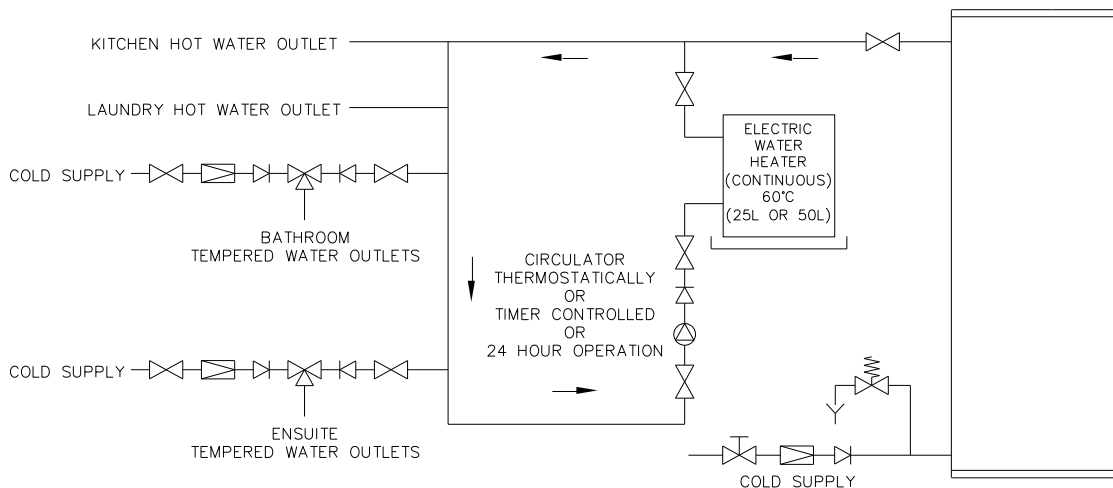 KITCHEN HOT WATER OUTLET
LAUNDRY HOT WATER OUTLET
ELECTRIC
WATER
HEATER
(CONTINUOUS)
60°C
(25L OR 50L)
COLD SUPPLY
BATHROOM
TEMPERED WATER OUTLETS
CIRCULATOR
THERMOSTATICALLY
OR
TIMER CONTROLLED
OR
24 HOUR OPERATION
COLD SUPPLY
ENSUITE
TEMPERED WATER OUTLETS
COLD SUPPLY